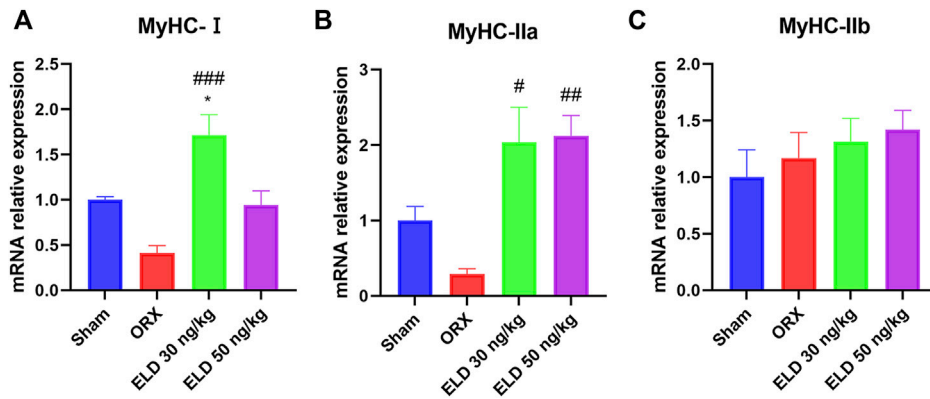 A
MyHC- I
mRNA relative expression
2.5
2.0
1.5
1.0
0.5
0.0
###
*
Sham
ORX
ELD 30 ng/kg
ELD 50 ng/kg
B
MyHC-IIa
mRNA relative expression
3
2
1
0
#
##
Sham
ORX
ELD 30 ng/kg
ELD 50 ng/kg
C
MyHC-IIb
mRNA relative expression
2.0
1.5
1.0
0.5
0.0
Sham
ORX
ELD 30 ng/kg
ELD 50 ng/kg